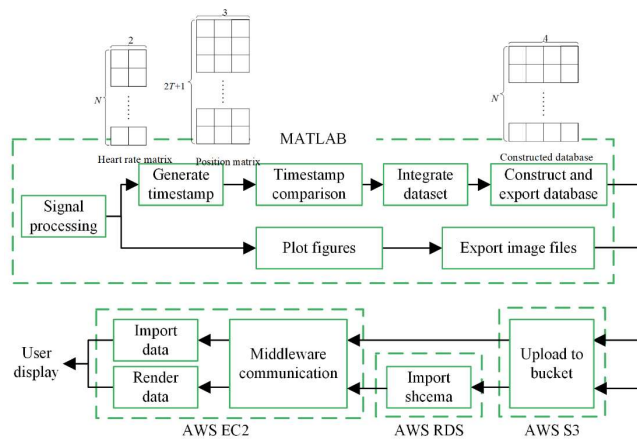 2
3
4
N
2T+1
N
MATLAB
Heart rate matrix
Position matrix
Constructed database
Signal
processing
Generate
timestamp
Timestamp
comparison
Integrate
dataset
Construct and
export database
Plot figures
Export image files
User
display
Import
data
Render
data
Middleware
communication
Import
shcema
Upload to
bucket
AWS EC2
AWS RDS
AWS S3